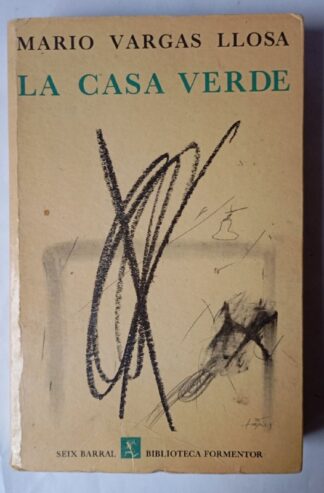 MARIO VARGAS LLOSA
LA CASA VERDE
SEIX BARRAL BIBLIOTECA FORMENTOR